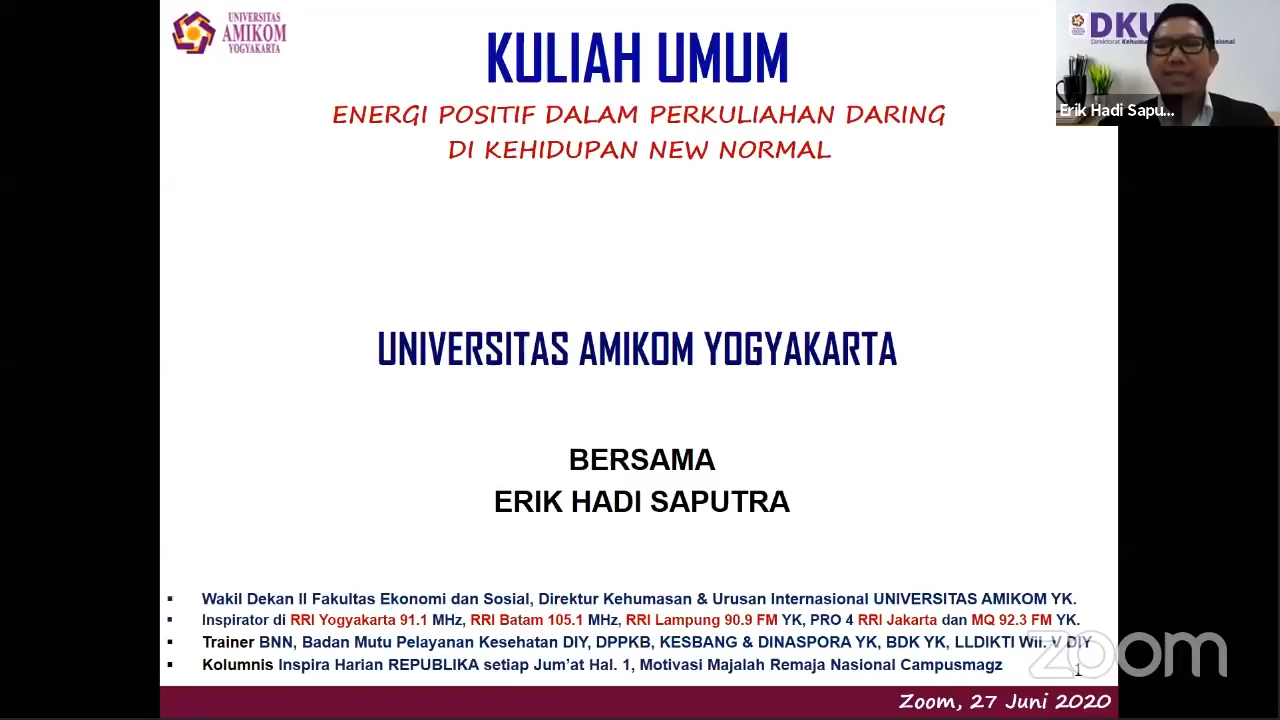 UNIVERSITAS
AMIKOM
YOGYAKARTA
KULIAH UMUM
ENERGI POSITIF DALAM PERKULIAHAN DARING
DI KEHIDUPAN NEW NORMAL
DKU
Direktorat Kehuma
sional
Erik Hadi Sapu...
UNIVERSITAS AMIKOM YOGYAKARTA
BERSAMA
ERIK HADI SAPUTRA
▪ Wakil Dekan II Fakultas Ekonomi dan Sosial, Direktur Kehumasan & Urusan Internasional UNIVERSITAS AMIKOM YK.
▪ Inspirator di RRI Yogyakarta 91.1 MHz, RRI Batam 105.1 MHz, RRI Lampung 90.9 FM YK, PRO 4 RRI Jakarta dan MQ 92.3 FM YK.
▪ Trainer BNN, Badan Mutu Pelayanan Kesehatan DIY, DPPKB, KESBANG & DINASPORA YK, BDK YK, LLDIKTI Wil. V DIY
▪ Kolumnis Inspira Harian REPUBLIKA setiap Jum'at Hal. 1, Motivasi Majalah Remaja Nasional Campusmagz
1
zoom
Zoom, 27 Juni 2020